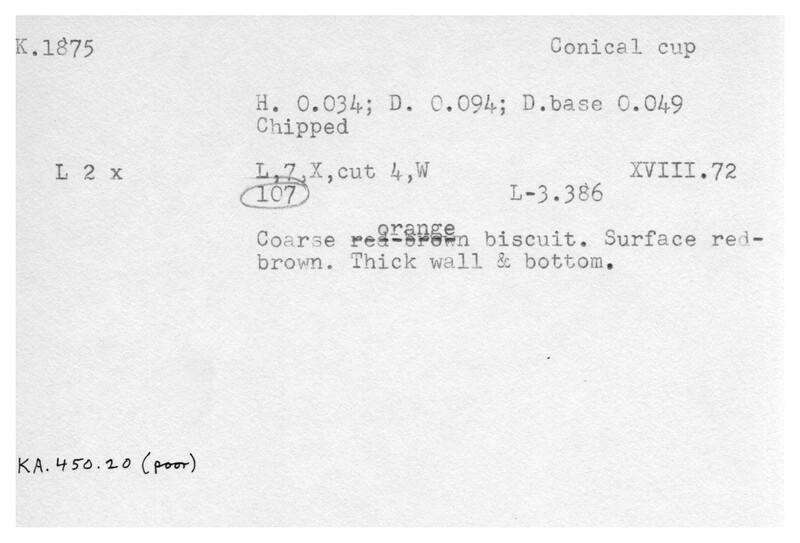 K.1875 Conical cup
H. 0.034; D. 0.094; D.base 0.049
Chipped
L 2 x L,7,X,cut 4,W XVIII.72
107 L-3.386
orange
Coarse red-brown biscuit. Surface red-
brown. Thick wall & bottom.
KA.450.20 (poor)